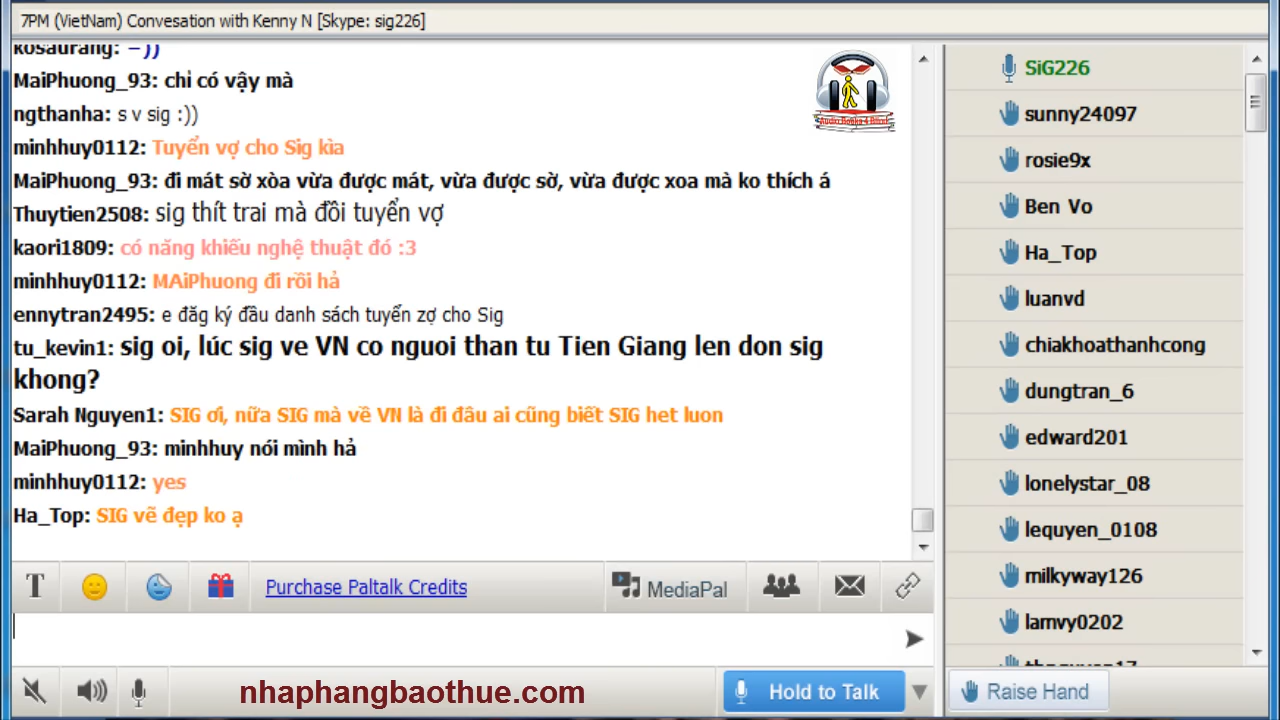 7PM (VietNam) Convesation with Kenny N [Skype: sig226]
kosaurang: =))
MaiPhuong_93: chỉ có vậy mà
ngthanha: s v sig :))
minhhuy0112: Tuyển vợ cho Sig kìa
MaiPhuong_93: đi mát sờ xòa vừa được mát, vừa được sờ, vừa được xoa mà ko thích á
Thuytien2508: sig thít trai mà đòi tuyển vợ
kaori1809: có năng khiếu nghệ thuật đó :3
minhhuy0112: MAiPhuong đi rồi hả
ennytran2495: e đăg ký đầu danh sách tuyển zợ cho Sig
tu_kevin1: sig oi, lúc sig ve VN co nguoi than tu Tien Giang len don sig
khong?
Sarah Nguyen1: SIG ơi, nữa SIG mà về VN là đi đâu ai cũng biết SIG het luon
MaiPhuong_93: minhhuy nói mình hả
minhhuy0112: yes
Ha_Top: SIG vẽ đẹp ko ạ
Audio Books 4 Blind
T
Purchase Paltalk Credits
MediaPal
nhaphangbaothue.com
Hold to Talk
SiG226
sunny24097
rosie9x
Ben Vo
Ha_Top
luanvd
chiakhoathanhcong
dungtran_6
edward201
lonelystar_08
lequyen_0108
milkyway126
lamvy0202
Raise Hand